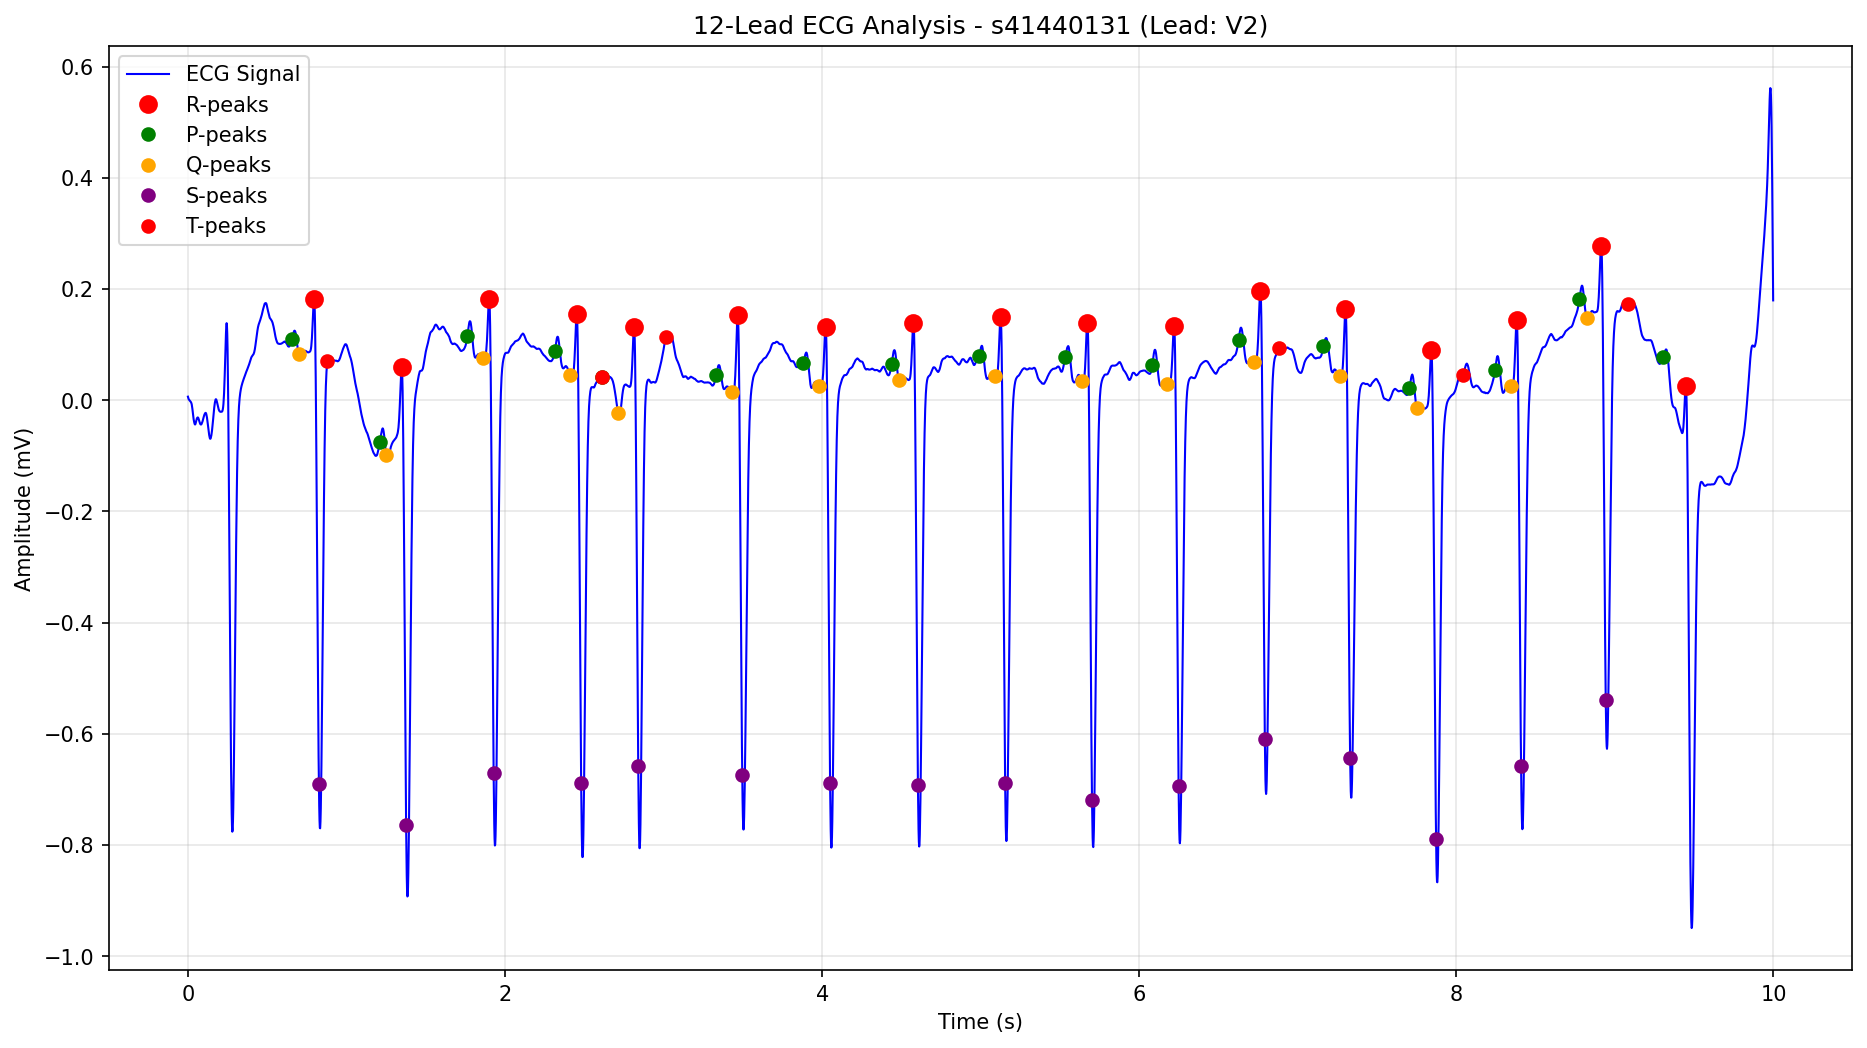 12-Lead ECG Analysis - s41440131 (Lead: V2)
ECG Signal
R-peaks
P-peaks
Q-peaks
S-peaks
T-peaks
Amplitude (mV)
0.6
0.4
0.2
0.0
−0.2
−0.4
−0.6
−0.8
−1.0
0 2 4 6 8 10
Time (s)